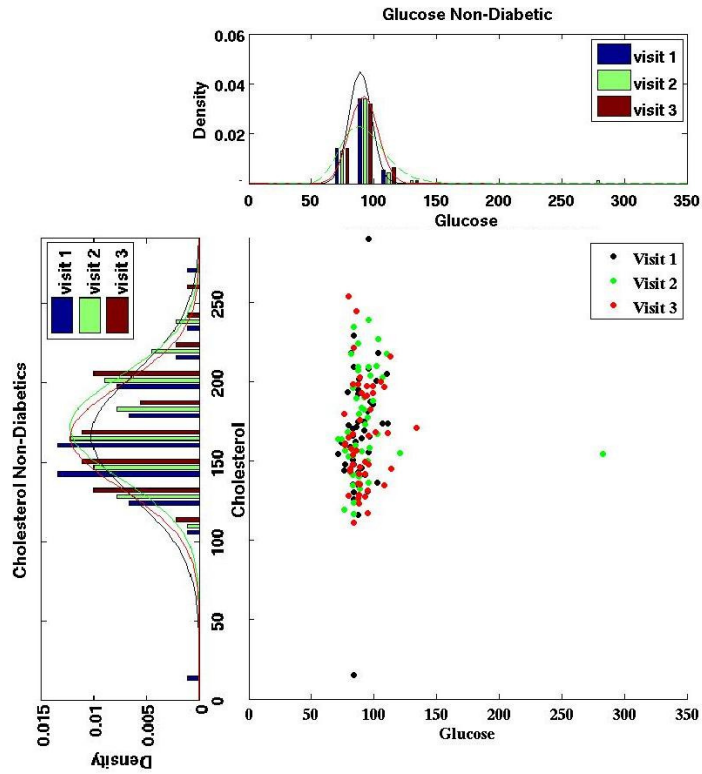 Glucose Non-Diabetic
0.06
0.04
0.02
Density
visit 1
visit 2
visit 3
0 50 100 150 200 250 300 350
Glucose
visit 1
visit 2
visit 3
Cholesterol Non-Diabetics
0 50 100 150 200 250
Cholesterol
0.015 0.01 0.005 0
Density
Visit 1
Visit 2
Visit 3
0 50 100 150 200 250 300 350
Glucose